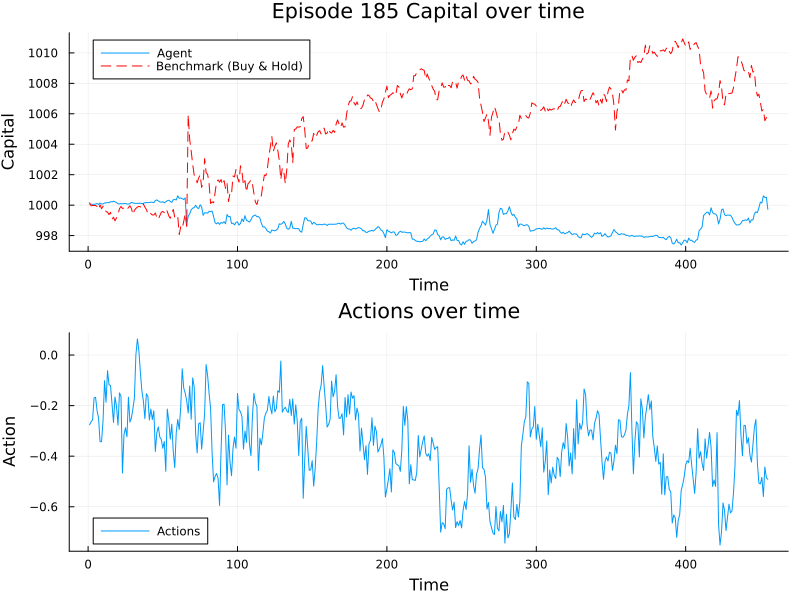 Episode 185 Capital over time
Agent
Benchmark (Buy & Hold)
Capital
1010
1008
1006
1004
1002
1000
998
0 100 200 300 400
Time
Actions over time
Action
0.0
−0.2
−0.4
−0.6
Actions
0 100 200 300 400
Time